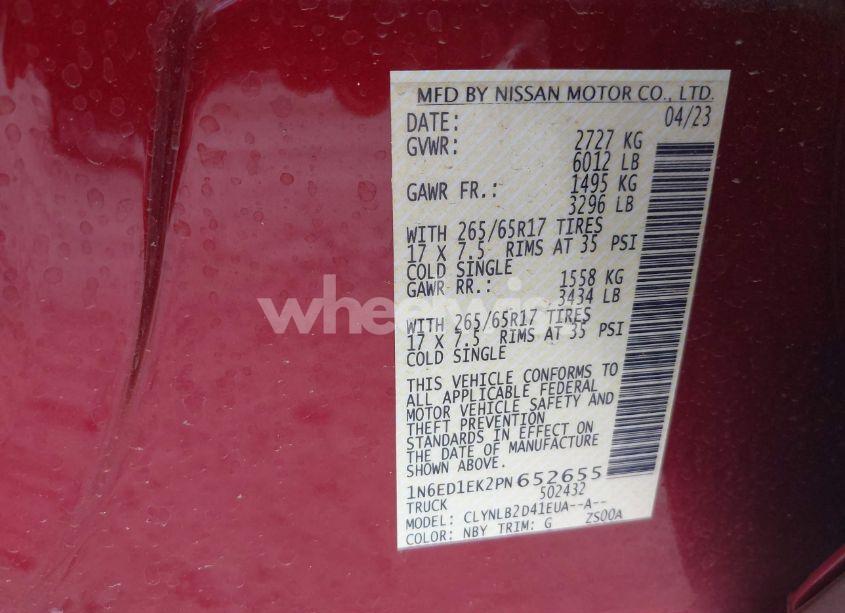 MFD BY NISSAN MOTOR CO., LTD.
DATE: 04/23
GVWR: 2727 KG
6012 LB
GAWR FR.: 1495 KG
3296 LB
WITH 265/65R17 TIRES
17 X 7.5 RIMS AT 35 PSI
COLD SINGLE
GAWR RR.: 1558 KG
3434 LB
WITH 265/65R17 TIRES
17 X 7.5 RIMS AT 35 PSI
COLD SINGLE
THIS VEHICLE CONFORMS TO
ALL APPLICABLE FEDERAL
MOTOR VEHICLE SAFETY AND
THEFT PREVENTION
STANDARDS IN EFFECT ON
THE DATE OF MANUFACTURE
SHOWN ABOVE.
1N6ED1EK2PN652655
TRUCK 502432
MODEL: CLYNLB2D41EUA--A--
COLOR: NBY TRIM: G ZS00A